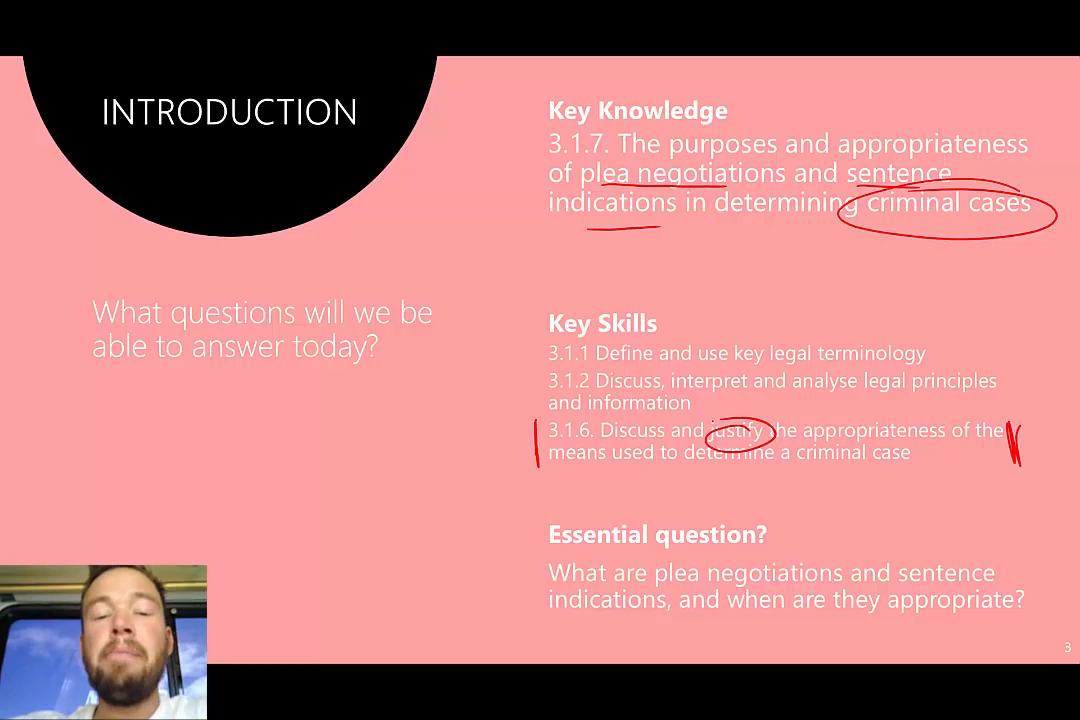 INTRODUCTION
What questions will we be
able to answer today?
Key Knowledge
3.1.7. The purposes and appropriateness
of plea negotiations and sentence
indications in determining criminal cases
Key Skills
3.1.1 Define and use key legal terminology
3.1.2 Discuss, interpret and analyse legal principles
and information
3.1.6. Discuss and justify the appropriateness of the
means used to determine a criminal case
Essential question?
What are plea negotiations and sentence
indications, and when are they appropriate?
3